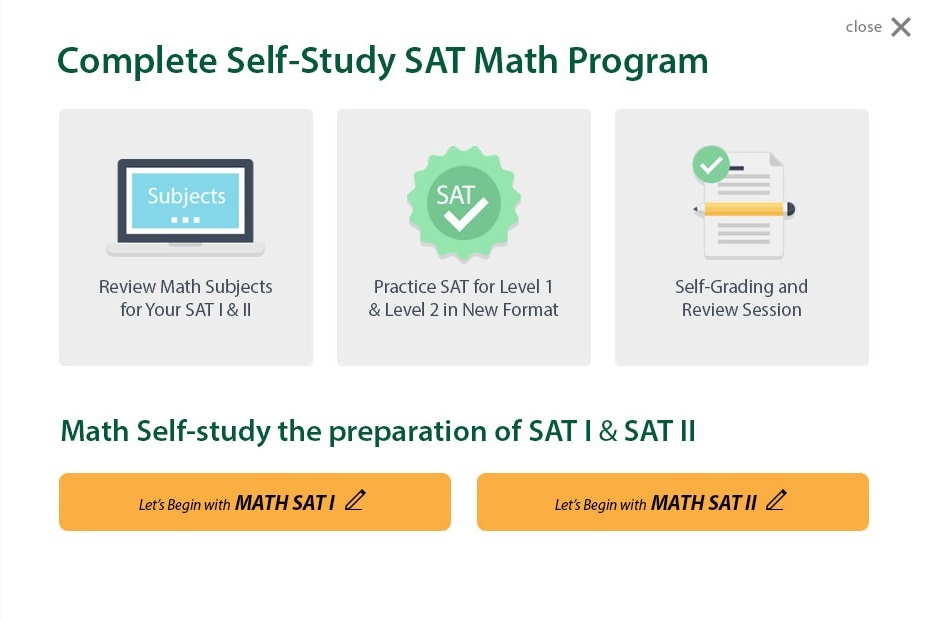 close
Complete Self-Study SAT Math Program
Subjects
Review Math Subjects
for Your SAT I & II
SAT
Practice SAT for Level 1
& Level 2 in New Format
Self-Grading and
Review Session
Math Self-study the preparation of SAT I & SAT II
Let's Begin with MATH SAT I
Let's Begin with MATH SAT II